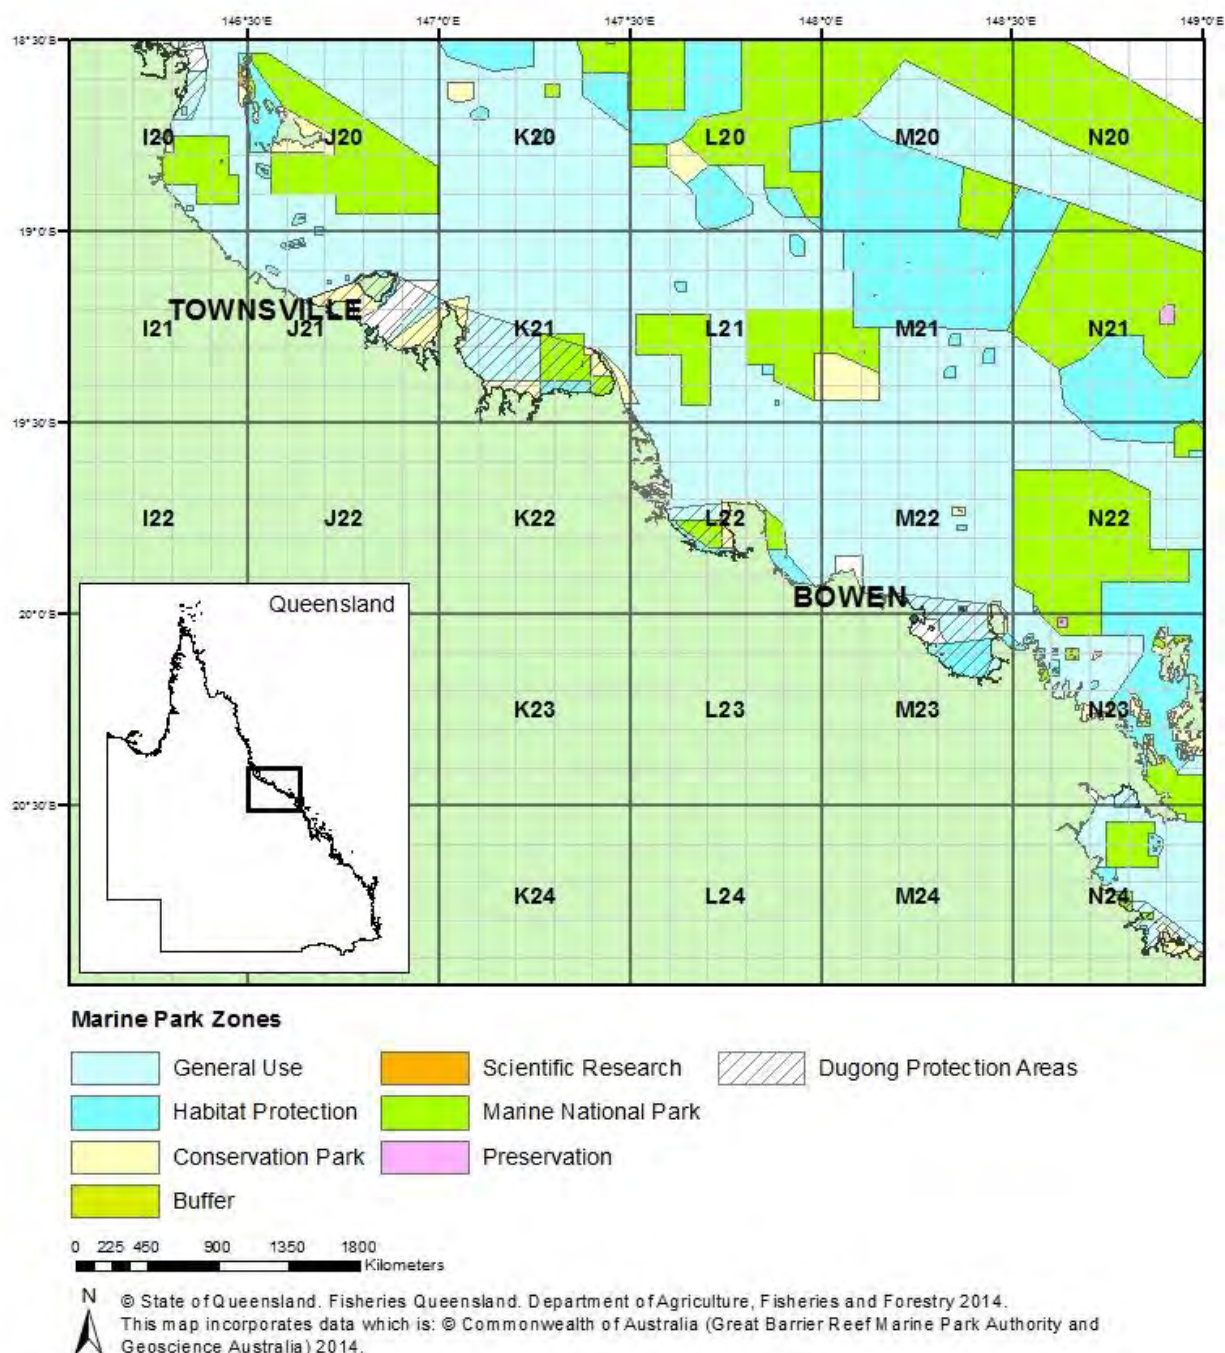 146°30'E 147°0'E 147°30'E 148°0'E 148°30'E 149°0'E
18°30'S
I20 J20 K20 L20 M20 N20
19°0'S
TOWNSVILLE
I21 J21 K21 L21 M21 N21
19°30'S
I22 J22 K22 L22 M22 N22
BOWEN
Queensland
20°0'S
K23 L23 M23 N23
20°30'S
K24 L24 M24 N24
Marine Park Zones
General Use Scientific Research Dugong Protection Areas
Habitat Protection Marine National Park
Conservation Park Preservation
Buffer
0 225 450 900 1350 1800
Kilometers
N
© State of Queensland. Fisheries Queensland. Department of Agriculture, Fisheries and Forestry 2014.
This map incorporates data which is: © Commonwealth of Australia (Great Barrier Reef Marine Park Authority and
Geoscience Australia) 2014.